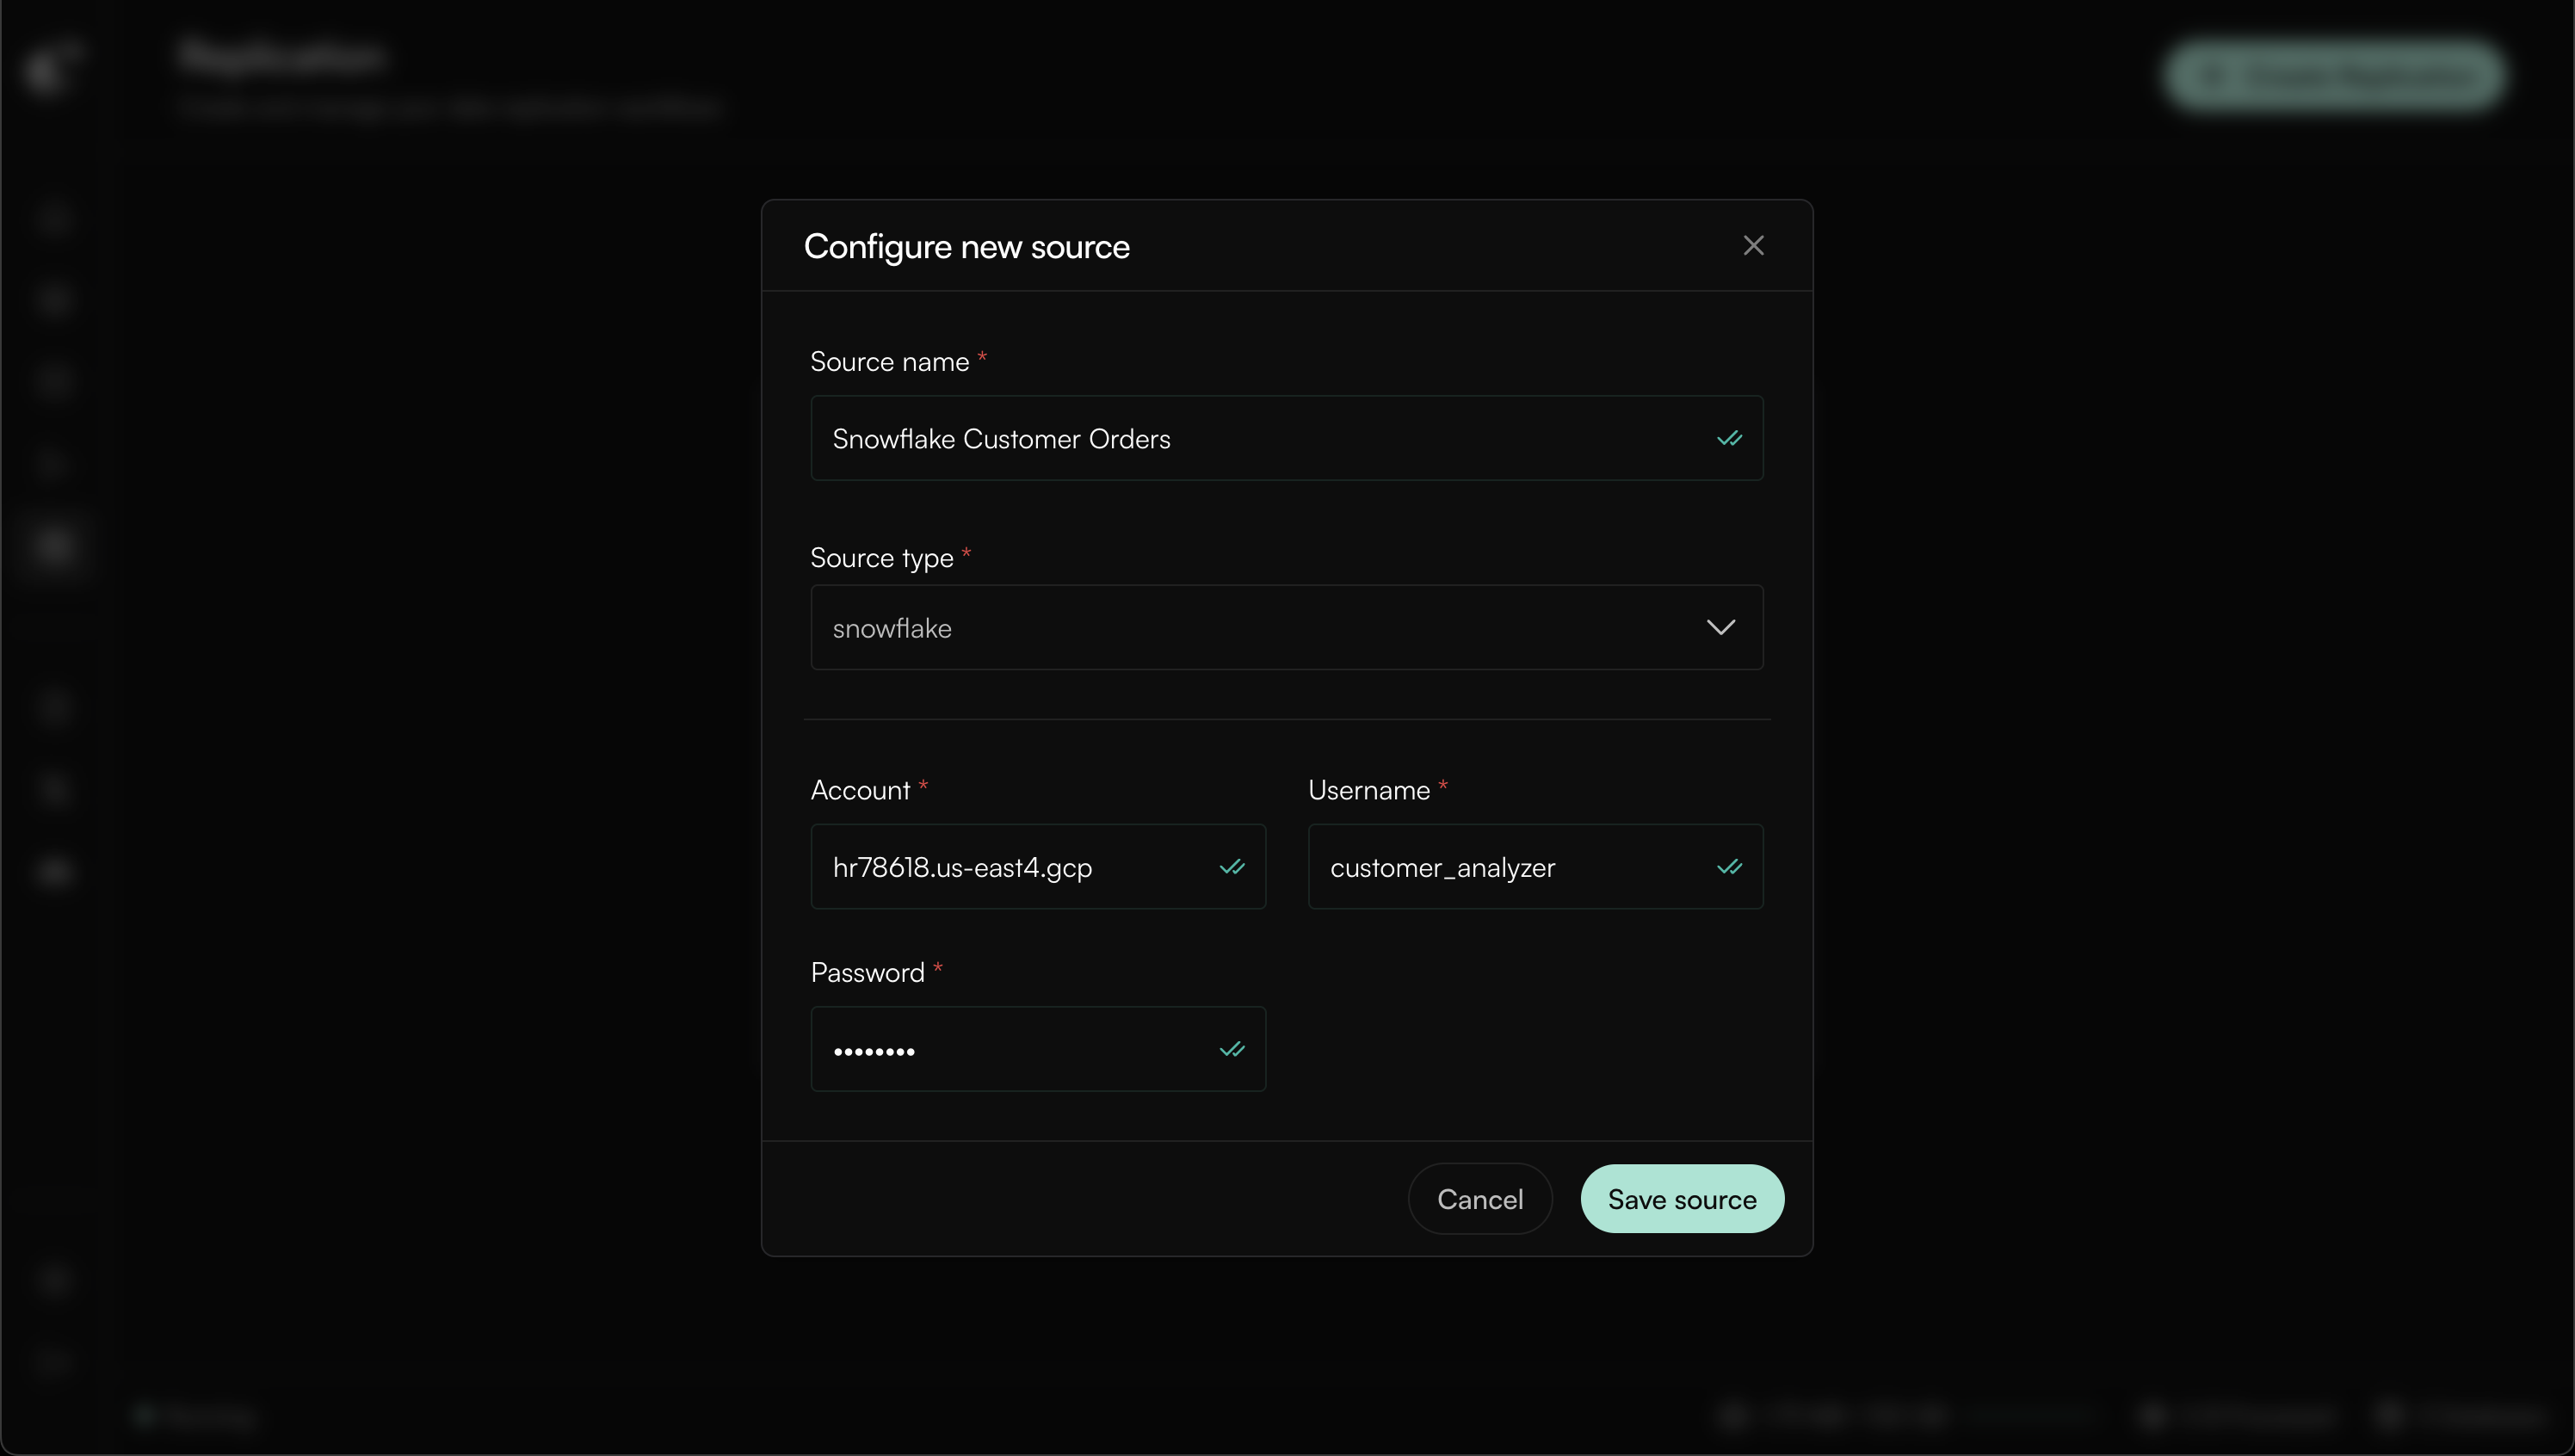 Replication
Configure new source
Source name *
Snowflake Customer Orders
Source type *
snowflake
Account *
Username *
hr78618.us-east4.gcp
customer_analyzer
Password *
••••••••
Cancel
Save source